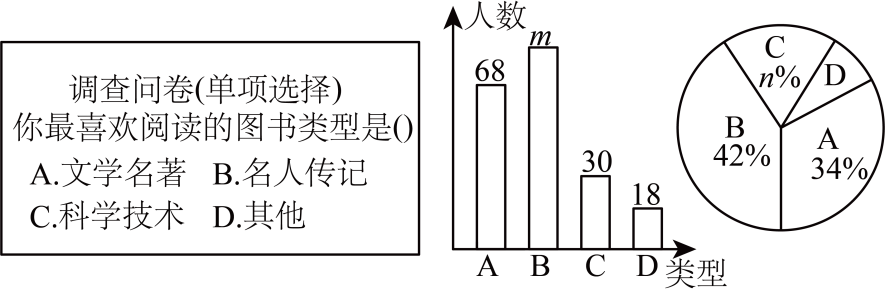 调查问卷(单项选择)
你最喜欢阅读的图书类型是()
A.文学名著 B.名人传记
C.科学技术 D.其他
人数
68
m
30
18
A B C D 类型
C
n%
D
B
42%
A
34%